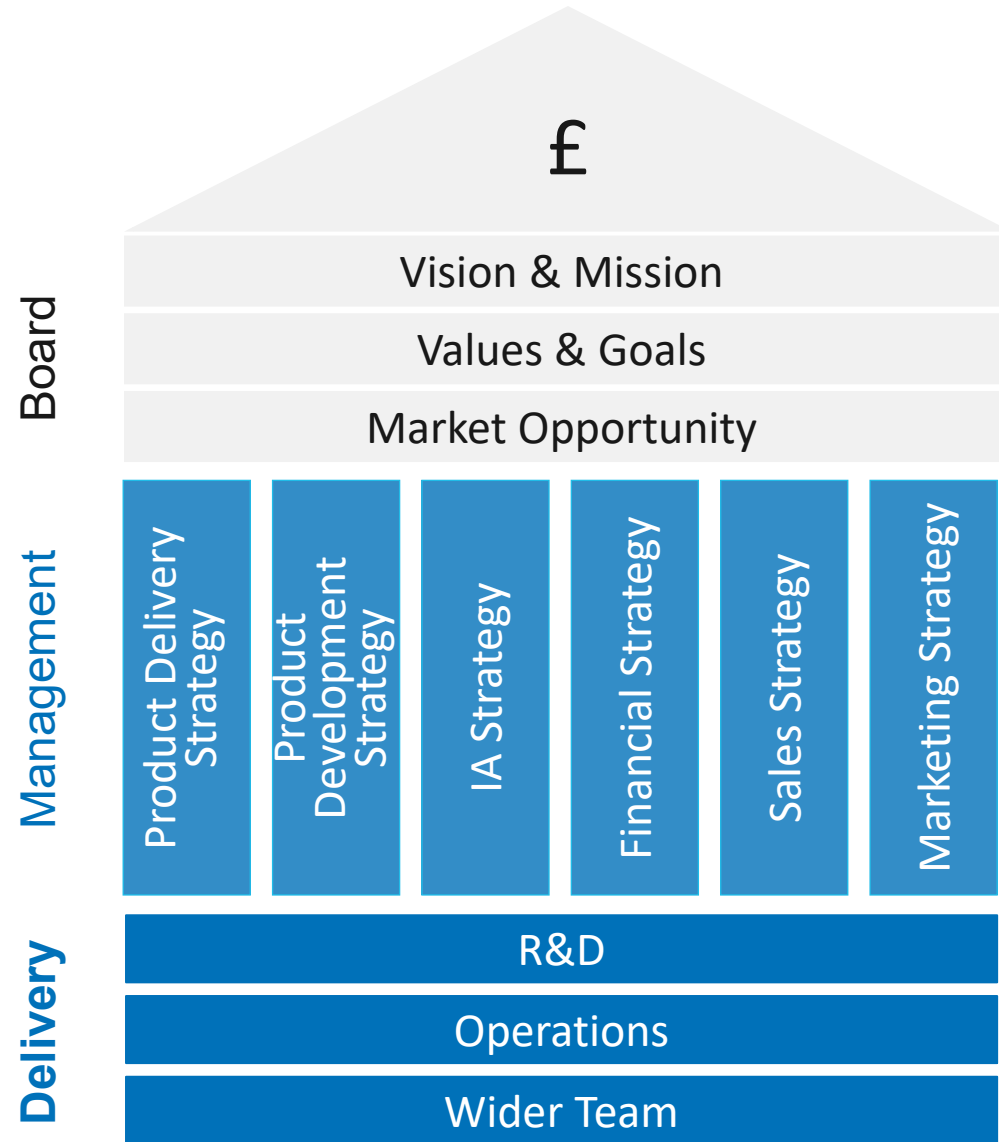 £
Board
Vision & Mission
Values & Goals
Market Opportunity
Management
Product Delivery
Strategy
Product
Development
Strategy
IA Strategy
Financial Strategy
Sales Strategy
Marketing Strategy
Delivery
R&D
Operations
Wider Team